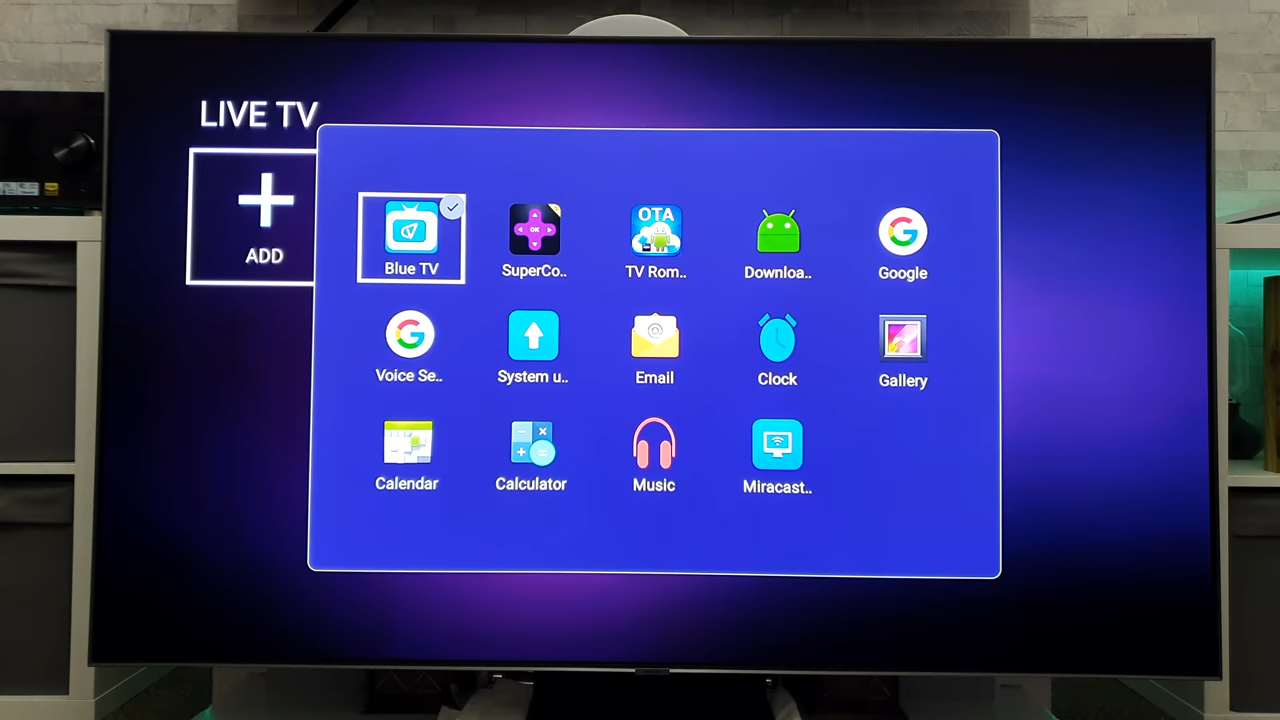 LIVE TV
ADD
Blue TV
OK
SuperCo..
OTA
TV Rom..
Downloa..
Google
Voice Se..
System u..
Email
Clock
Gallery
Calendar
Calculator
Music
Miracast..